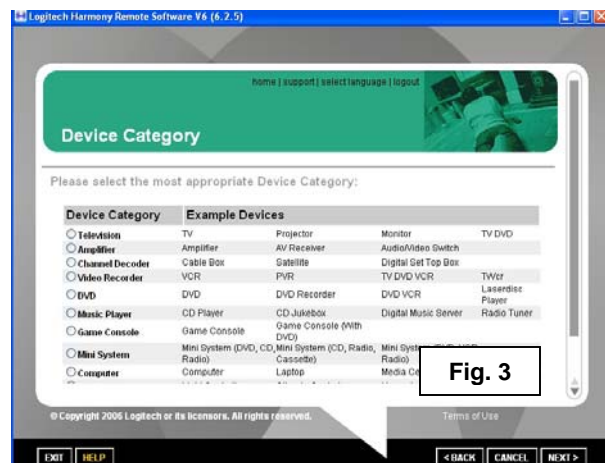 Logitech Harmony Remote Software V6 (6.2.5)
home | support | select language | logout
Device Category
Please select the most appropriate Device Category:
Device Category Example Devices
Television TV Projector Monitor TV DVD
Amplifier Amplifier AV Receiver Audio/Video Switch
Channel Decoder Cable Box Satellite Digital Set Top Box
Video Recorder VCR PVR TV DVD VCR TiVcr
DVD DVD DVD Recorder DVD VCR Laserdisc Player
Music Player CD Player CD Jukebox Digital Music Server Radio Tuner
Game Console Game Console Game Console (With DVD)
Mini System Mini System (DVD, CD, Radio) Mini System (CD, Radio, Cassette) Mini System Radio)
Computer Computer Laptop Media
Fig. 3
© Copyright 2006 Logitech or its licensors. All rights reserved. Terms of Use
EXIT HELP < BACK CANCEL NEXT >